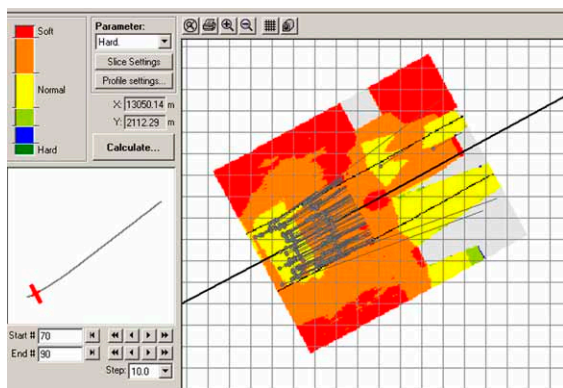 Soft
Normal
Hard
Parameter:
Hard.
Slice Settings
Profile settings...
X: 13050.14 m
Y: 2112.29 m
Calculate...
Start # 70
End # 90
Step: 10.0